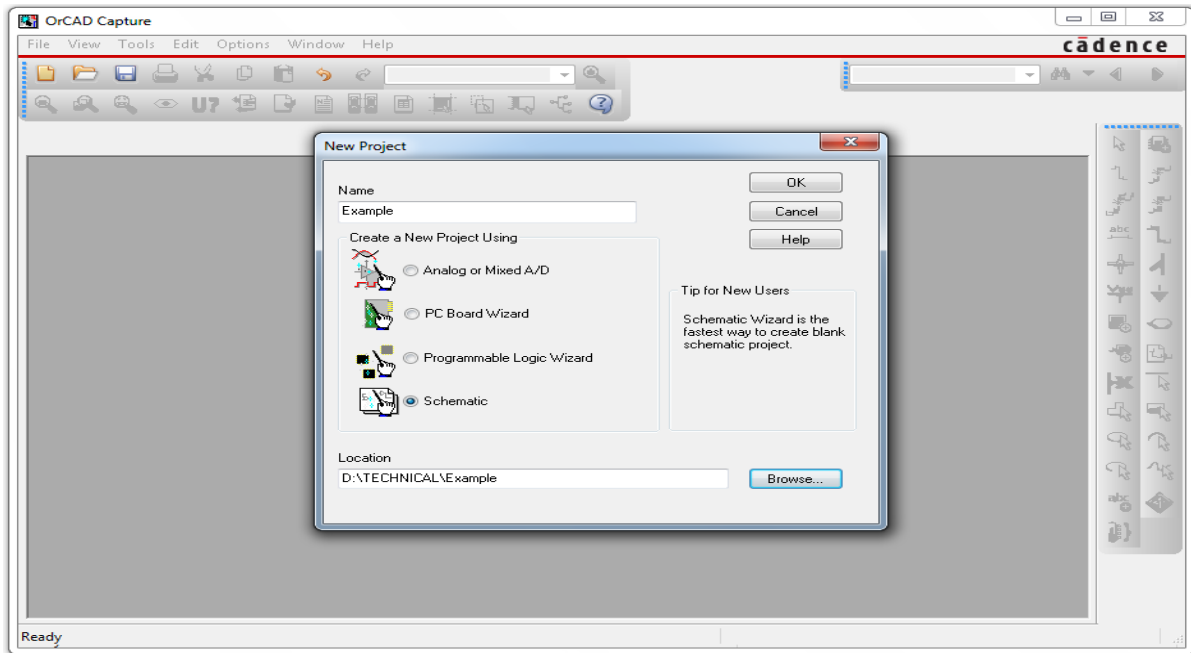 OrCAD Capture
File View Tools Edit Options Window Help
cādence
U?
New Project
Name
Example
OK
Cancel
Help
Create a New Project Using
Analog or Mixed A/D
PC Board Wizard
Programmable Logic Wizard
Schematic
Tip for New Users
Schematic Wizard is the
fastest way to create blank
schematic project.
Location
D:\TECHNICAL\Example
Browse...
abc
abc
Ready